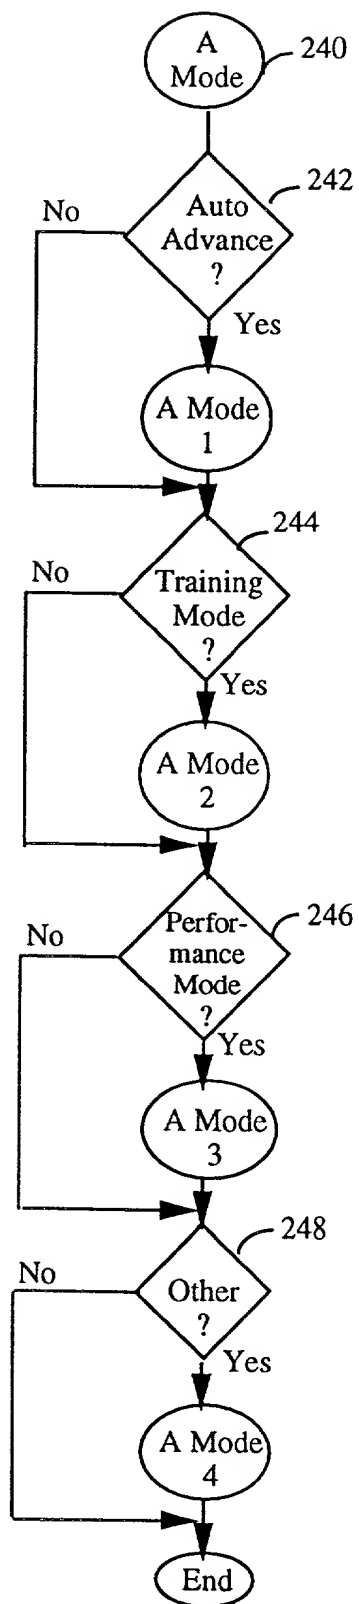 A
Mode
240
242
Auto
Advance
?
No
Yes
A Mode
1
244
No
Training
Mode
?
Yes
A Mode
2
246
No
Perfor-
mance
Mode
?
Yes
A Mode
3
248
No
Other
?
Yes
A Mode
4
End